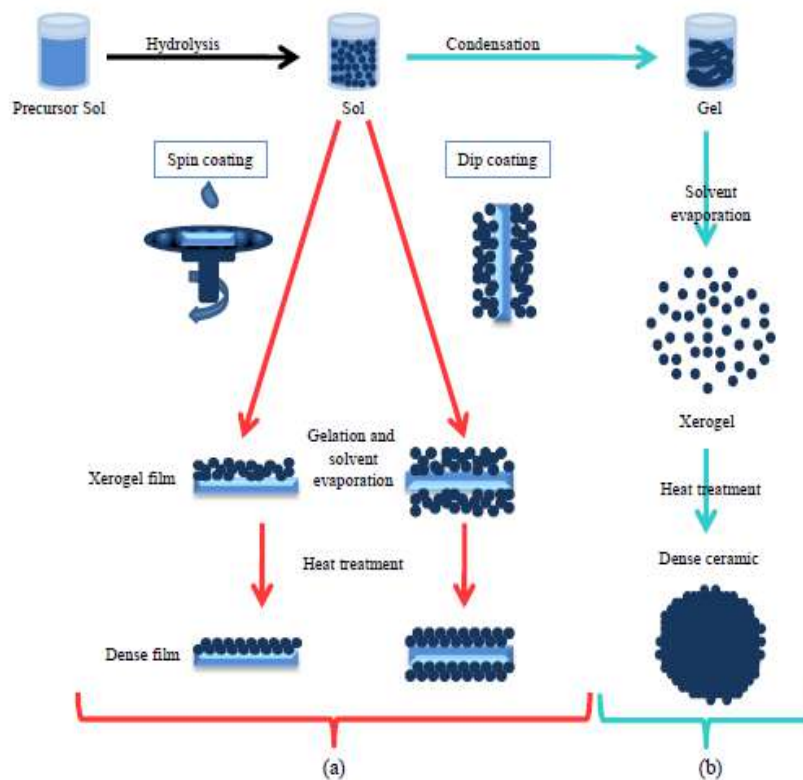 Hydrolysis
Condensation
Precursor Sol
Sol
Gel
Spin coating
Dip coating
Solvent
evaporation
Xerogel
Gelation and
solvent
evaporation
Xerogel film
Heat treatment
Heat treatment
Dense ceramic
Dense film
(a)
(b)